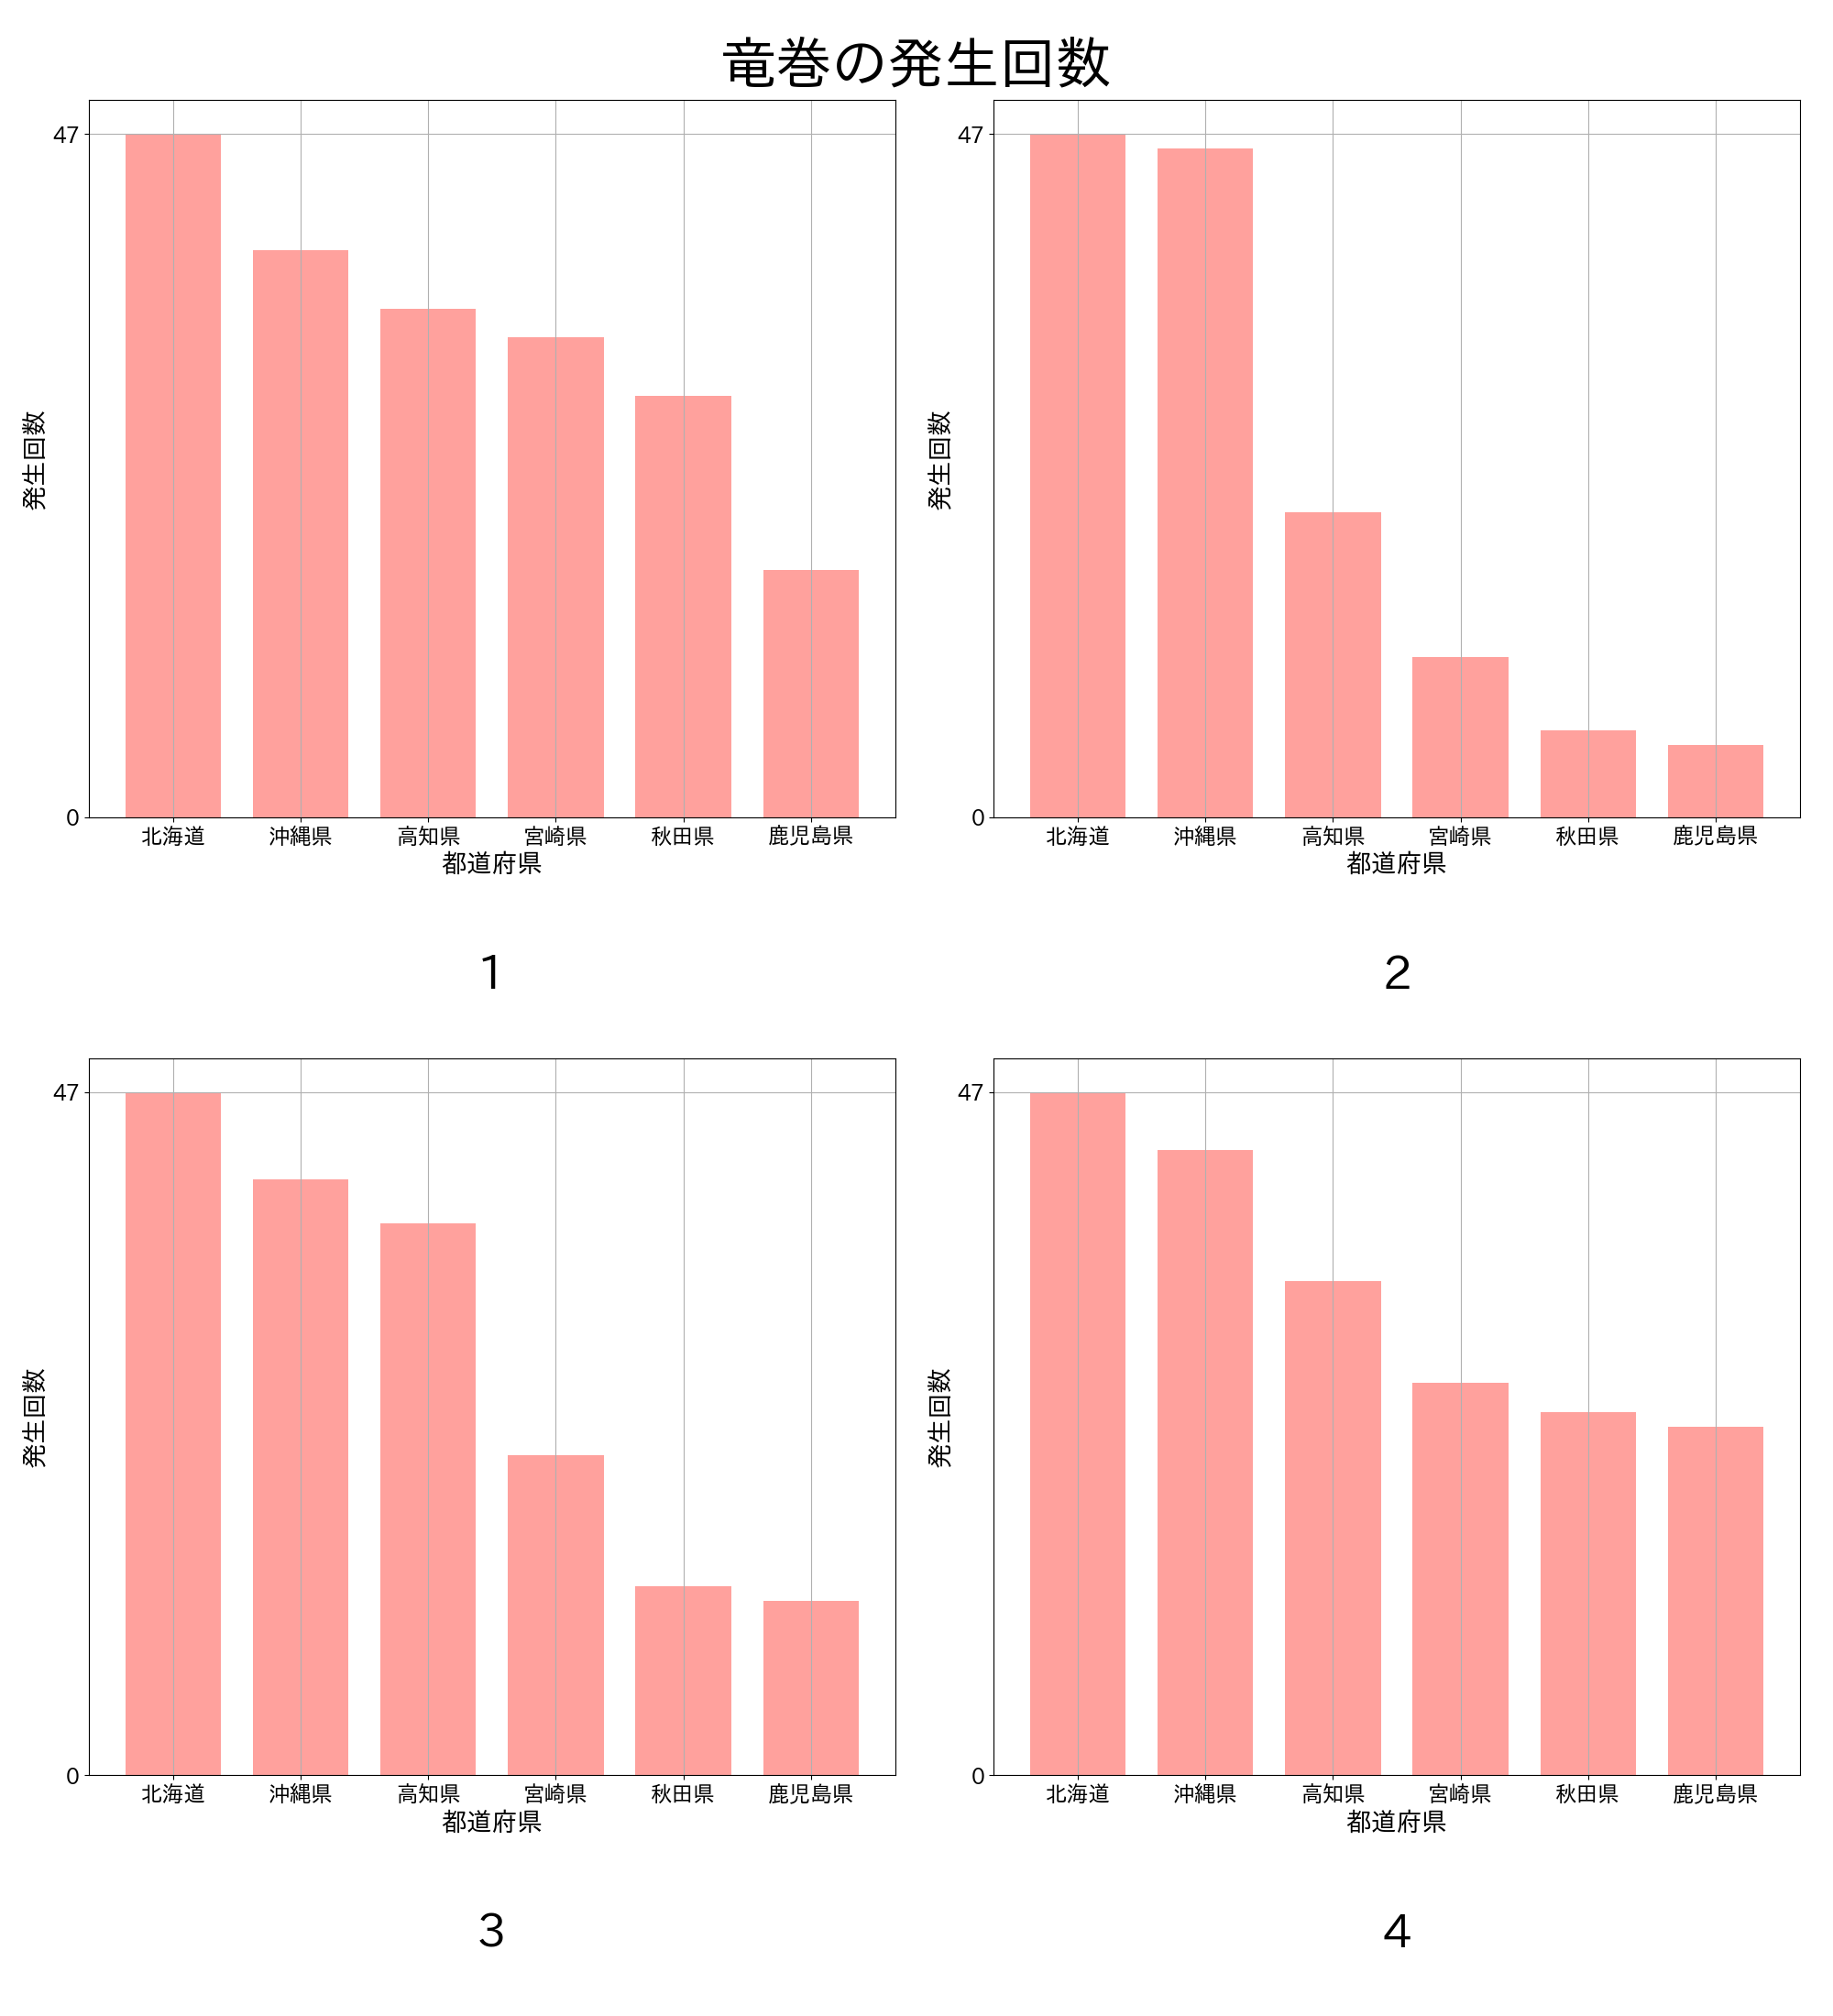 竜巻の発生回数
47
0
発生回数
北海道 沖縄県 高知県 宮崎県 秋田県 鹿児島県
都道府県
1
47
0
発生回数
北海道 沖縄県 高知県 宮崎県 秋田県 鹿児島県
都道府県
2
47
0
発生回数
北海道 沖縄県 高知県 宮崎県 秋田県 鹿児島県
都道府県
3
47
0
発生回数
北海道 沖縄県 高知県 宮崎県 秋田県 鹿児島県
都道府県
4